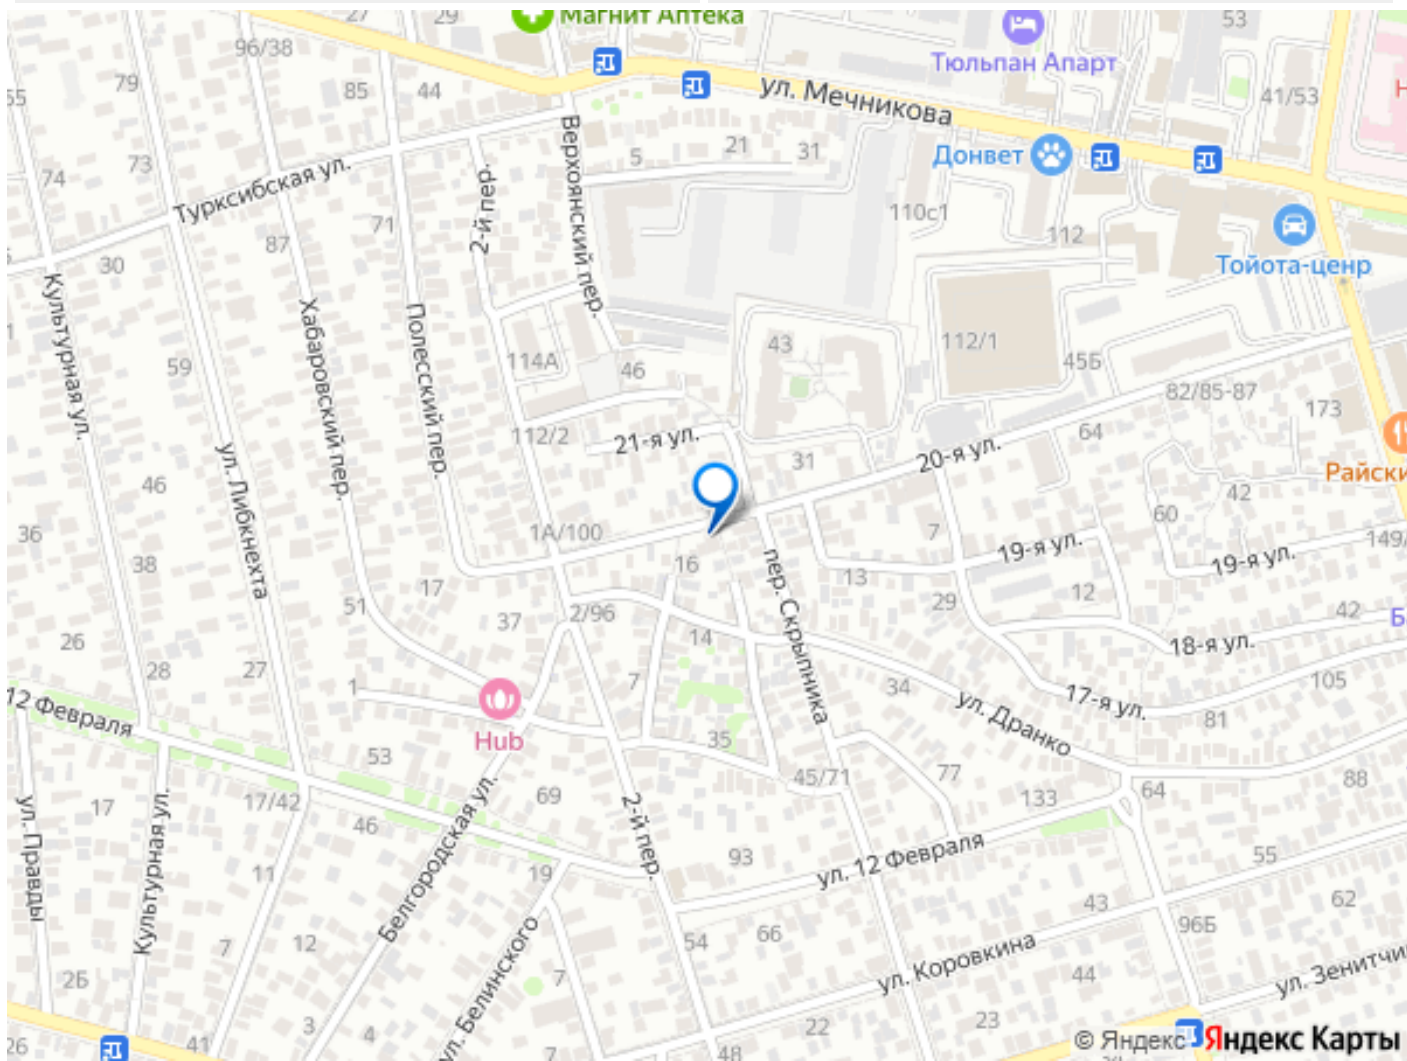 27
29
Магнит Аптека
53
96/38
Тюльпан Апарт
79
85
44
ул. Мечникова
41/53
55
Верхоянский пер.
5
21
31
Донвет
73
74
Турксибская ул.
2-й пер.
110с1
71
112
87
30
Тойота-ценр
Культурная ул.
Хабаровский пер.
Полесский пер.
59
114А
46
43
112/1
45Б
82/85-87
173
112/2
21-я ул.
64
ул. Либкнехта
31
20-я ул.
Райски
46
42
36
1А/100
7
60
38
16
19-я ул.
19-я ул.
149/
пер. Скрыпника
17
13
12
51
29
2/96
42
37
26
14
18-я ул.
28
27
7
34
105
1
12 Февраля
17-я ул.
ул. Дранко
81
Hub
35
53
45/71
77
88
69
17
17/42
2-й пер.
133
64
46
ул. Правды
Культурная ул.
Белгородская ул.
93
ул. 12 Февраля
55
11
19
43
62
66
96Б
12
54
7
ул. Белинского
ул. Коровкина
44
2Б
7
ул. Зенитчи
3
4
22
23
26
41
7
48
© Яндекс
Яндекс Карты